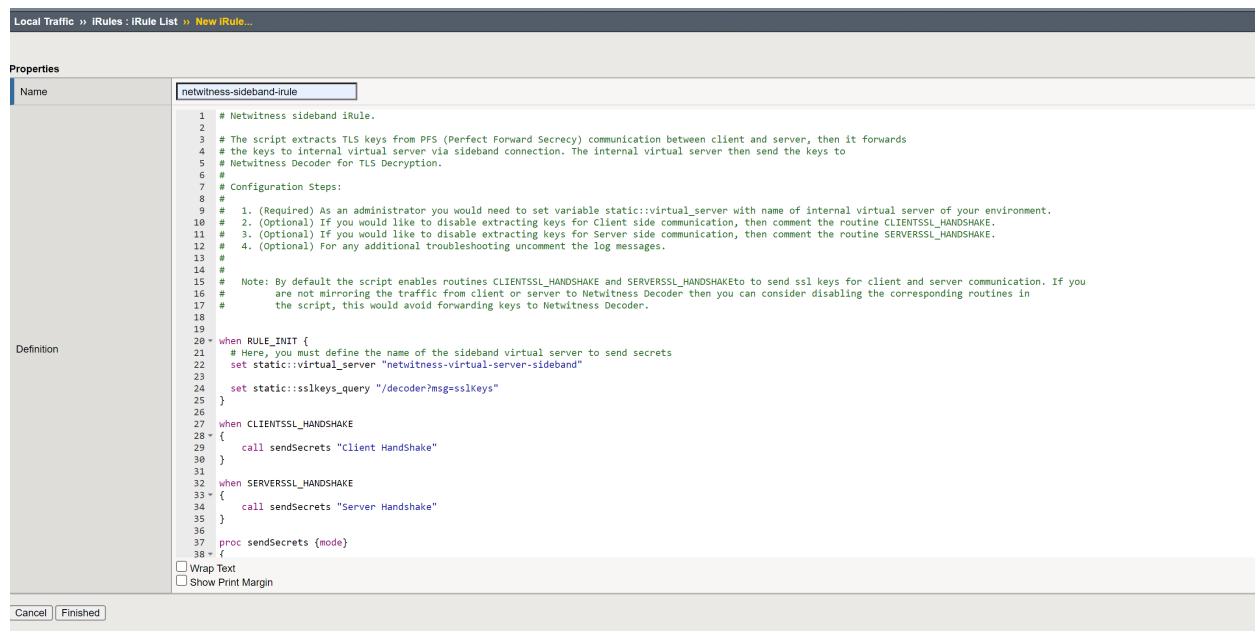 Local Traffic ›› iRules : iRule List ›› New iRule...
Properties
Name
netwitness-sideband-irule
Definition
1 # Netwitness sideband iRule.
2
3 # The script extracts TLS keys from PFS (Perfect Forward Secrecy) communication between client and server, then it forwards
4 # the keys to internal virtual server via sideband connection. The internal virtual server then send the keys to
5 # Netwitness Decoder for TLS Decryption.
6 #
7 # Configuration Steps:
8 #
9 #   1. (Required) As an administrator you would need to set variable static::virtual_server with name of internal virtual server of your environment.
10 #   2. (Optional) If you would like to disable extracting keys for Client side communication, then comment the routine CLIENTSSL_HANDSHAKE.
11 #   3. (Optional) If you would like to disable extracting keys for Server side communication, then comment the routine SERVERSSL_HANDSHAKE.
12 #   4. (Optional) For any additional troubleshooting uncomment the log messages.
13 #
14 #
15 #   Note: By default the script enables routines CLIENTSSL_HANDSHAKE and SERVERSSL_HANDSHAKEto to send ssl keys for client and server communication. If you
16 #         are not mirroring the traffic from client or server to Netwitness Decoder then you can consider disabling the corresponding routines in
17 #         the script, this would avoid forwarding keys to Netwitness Decoder.
18
19
20 when RULE_INIT {
21   # Here, you must define the name of the sideband virtual server to send secrets
22   set static::virtual_server "netwitness-virtual-server-sideband"
23
24   set static::sslkeys_query "/decoder?msg=sslKeys"
25 }
26
27 when CLIENTSSL_HANDSHAKE
28 {
29     call sendSecrets "Client HandShake"
30 }
31
32 when SERVERSSL_HANDSHAKE
33 {
34     call sendSecrets "Server Handshake"
35 }
36
37 proc sendSecrets {mode}
38 {
Wrap Text
Show Print Margin
Cancel Finished